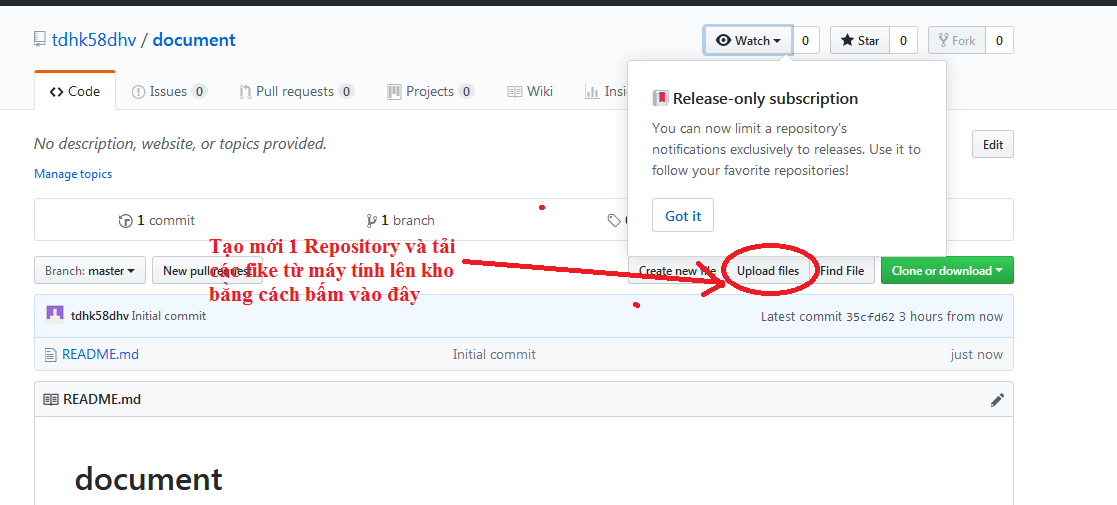 tdhk58dhv / document
Watch 0 Star 0 Fork 0
Code Issues 0 Pull requests 0 Projects 0 Wiki Insi
Release-only subscription
You can now limit a repository's
notifications exclusively to releases. Use it to
follow your favorite repositories!
Got it
No description, website, or topics provided.
Edit
Manage topics
1 commit 1 branch
Tạo mới 1 Repository và tải
các fike từ máy tính lên kho
bằng cách bấm vào đây
Branch: master New pull request Create new file Upload files Find File Clone or download
tdhk58dhv Initial commit Latest commit 35cfd62 3 hours from now
README.md Initial commit just now
README.md
document